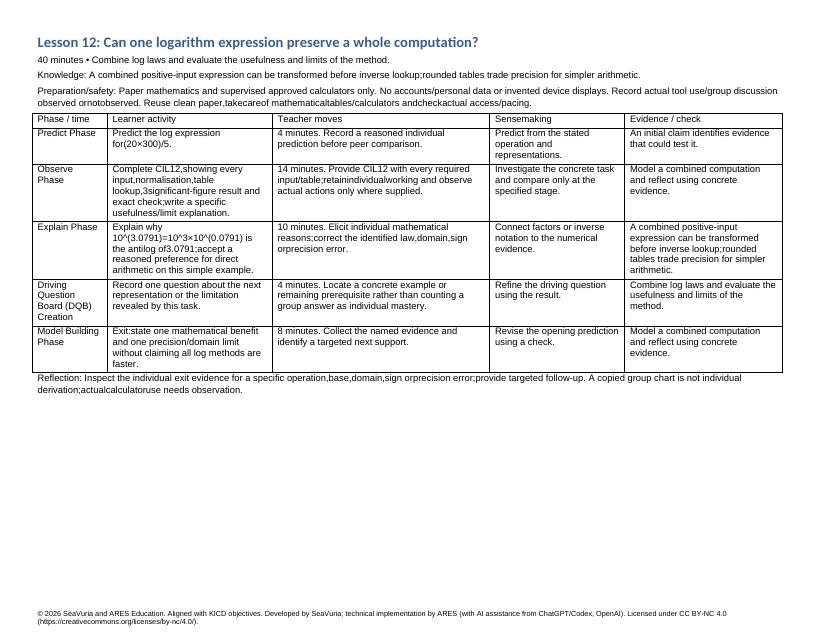 Lesson 12: Can one logarithm expression preserve a whole computation?
40 minutes • Combine log laws and evaluate the usefulness and limits of the method.
Knowledge: A combined positive-input expression can be transformed before inverse lookup;rounded tables trade precision for simpler arithmetic.
Preparation/safety: Paper mathematics and supervised approved calculators only. No accounts/personal data or invented device displays. Record actual tool use/group discussion
observed ornotobserved. Reuse clean paper,takecareof mathematicaltables/calculators andcheckactual access/pacing.
Phase / time
Learner activity
Teacher moves
Sensemaking
Evidence / check
Predict Phase
Predict the log expression
for(20×300)/5.
4 minutes. Record a reasoned individual
prediction before peer comparison.
Predict from the stated
operation and
representations.
An initial claim identifies evidence
that could test it.
Observe
Phase
Complete CIL12,showing every
input,normalisation,table
lookup,3significant-figure result and
exact check;write a specific
usefulness/limit explanation.
14 minutes. Provide CIL12 with every required
input/table;retainindividualworking and observe
actual actions only where supplied.
Investigate the concrete task
and compare only at the
specified stage.
Model a combined computation
and reflect using concrete
evidence.
Explain Phase
Explain why
10^(3.0791)=10^3×10^(0.0791) is
the antilog of3.0791;accept a
reasoned preference for direct
arithmetic on this simple example.
10 minutes. Elicit individual mathematical
reasons;correct the identified law,domain,sign
orprecision error.
Connect factors or inverse
notation to the numerical
evidence.
A combined positive-input
expression can be transformed
before inverse lookup;rounded
tables trade precision for simpler
arithmetic.
Driving
Question
Board (DQB)
Creation
Record one question about the next
representation or the limitation
revealed by this task.
4 minutes. Locate a concrete example or
remaining prerequisite rather than counting a
group answer as individual mastery.
Refine the driving question
using the result.
Combine log laws and evaluate the
usefulness and limits of the
method.
Model Building
Phase
Exit:state one mathematical benefit
and one precision/domain limit
without claiming all log methods are
faster.
8 minutes. Collect the named evidence and
identify a targeted next support.
Revise the opening prediction
using a check.
Model a combined computation
and reflect using concrete
evidence.
Reflection: Inspect the individual exit evidence for a specific operation,base,domain,sign orprecision error;provide targeted follow-up. A copied group chart is not individual
derivation;actualcalculatoruse needs observation.
© 2026 SeaVuria and ARES Education. Aligned with KICD objectives. Developed by SeaVuria; technical implementation by ARES (with AI assistance from ChatGPT/Codex, OpenAI). Licensed under CC BY-NC 4.0
(https://creativecommons.org/licenses/by-nc/4.0/).